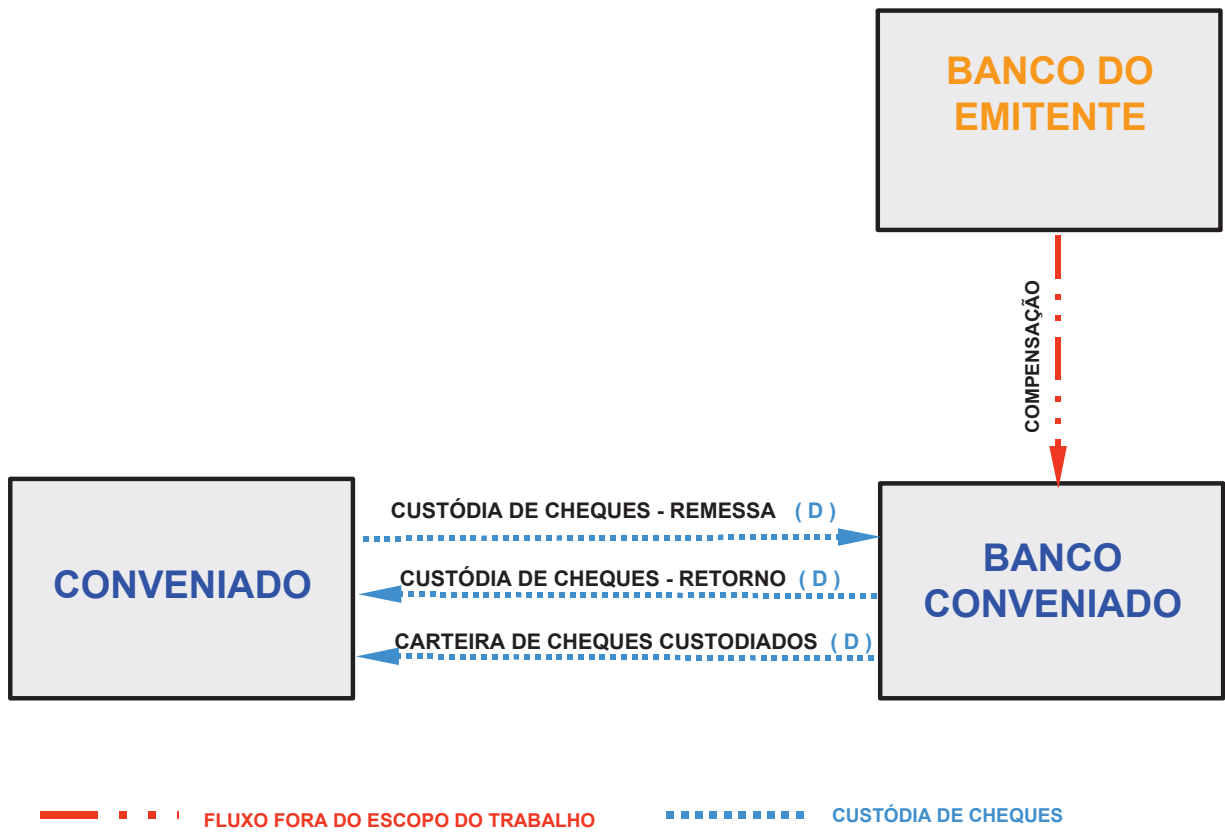 BANCO DO
EMITENTE
COMPENSAÇÃO
CUSTÓDIA DE CHEQUES - REMESSA ( D )
CONVENIADO
CUSTÓDIA DE CHEQUES - RETORNO ( D )
CARTEIRA DE CHEQUES CUSTODIADOS ( D )
BANCO
CONVENIADO
FLUXO FORA DO ESCOPO DO TRABALHO
CUSTÓDIA DE CHEQUES